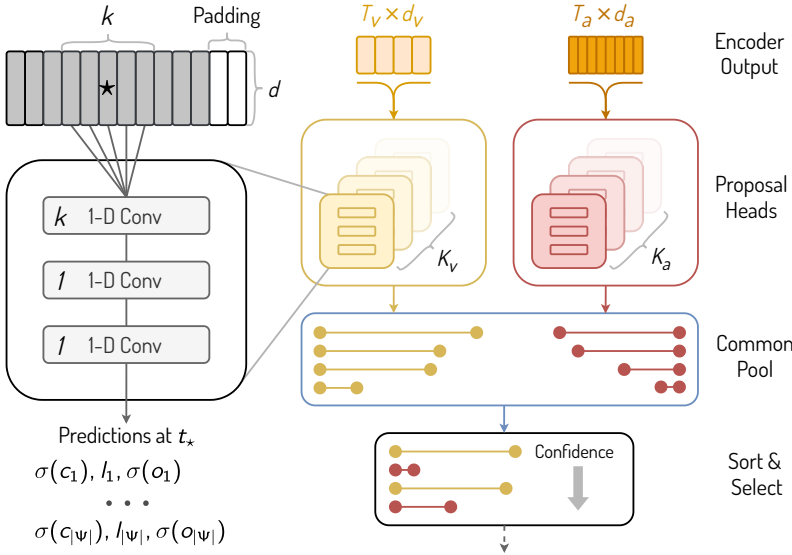 k
Padding
T_v × d_v
T_a × d_a
Encoder
Output
★
d
k 1-D Conv
1 1-D Conv
1 1-D Conv
K_v
K_a
Proposal
Heads
Common
Pool
Predictions at t_★
σ(c_1), l_1, σ(o_1)
• • •
σ(c_|Ψ|), l_|Ψ|, σ(o_|Ψ|)
Confidence
Sort &
Select